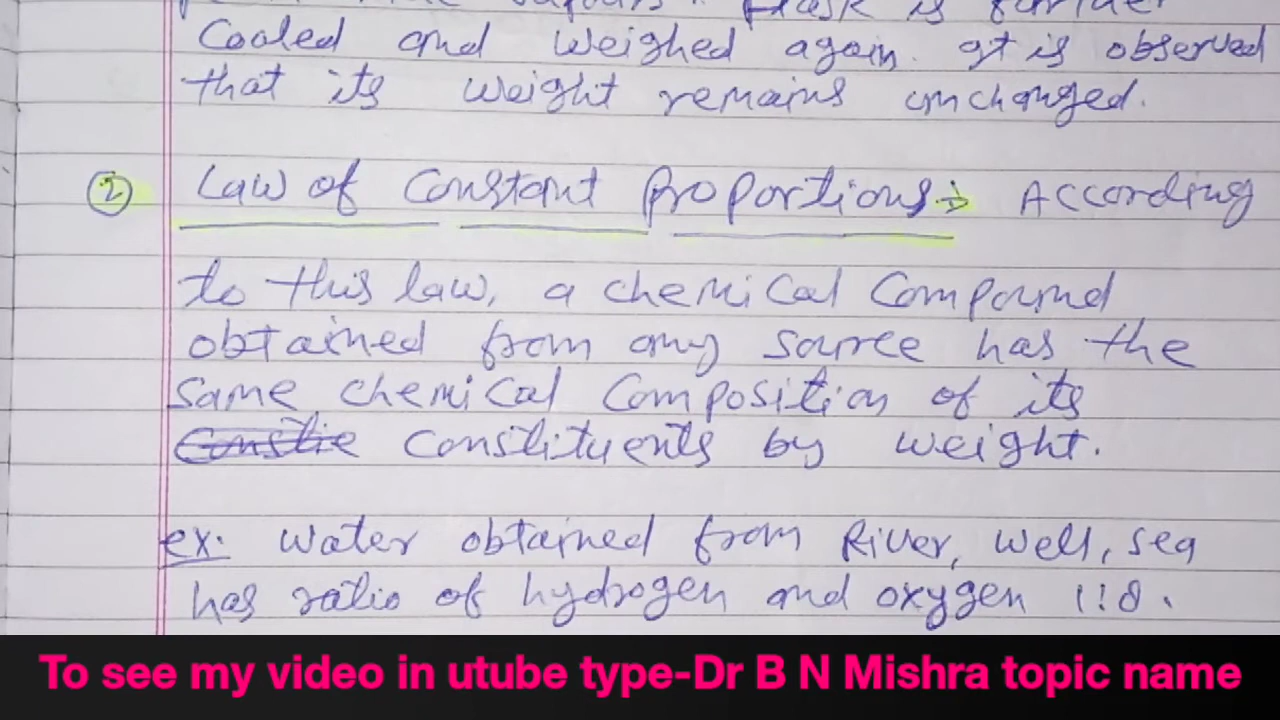 flask is further
Cooled and weighed again. It is observed
that its weight remains unchanged.
② Law of Constant Proportions:→ According
to this law, a chemical compound
obtained from any source has the
same chemical composition of its
Constie constituents by weight.
ex: Water obtained from River, well, sea
has ratio of hydrogen and oxygen 1:8.
To see my video in utube type-Dr B N Mishra topic name